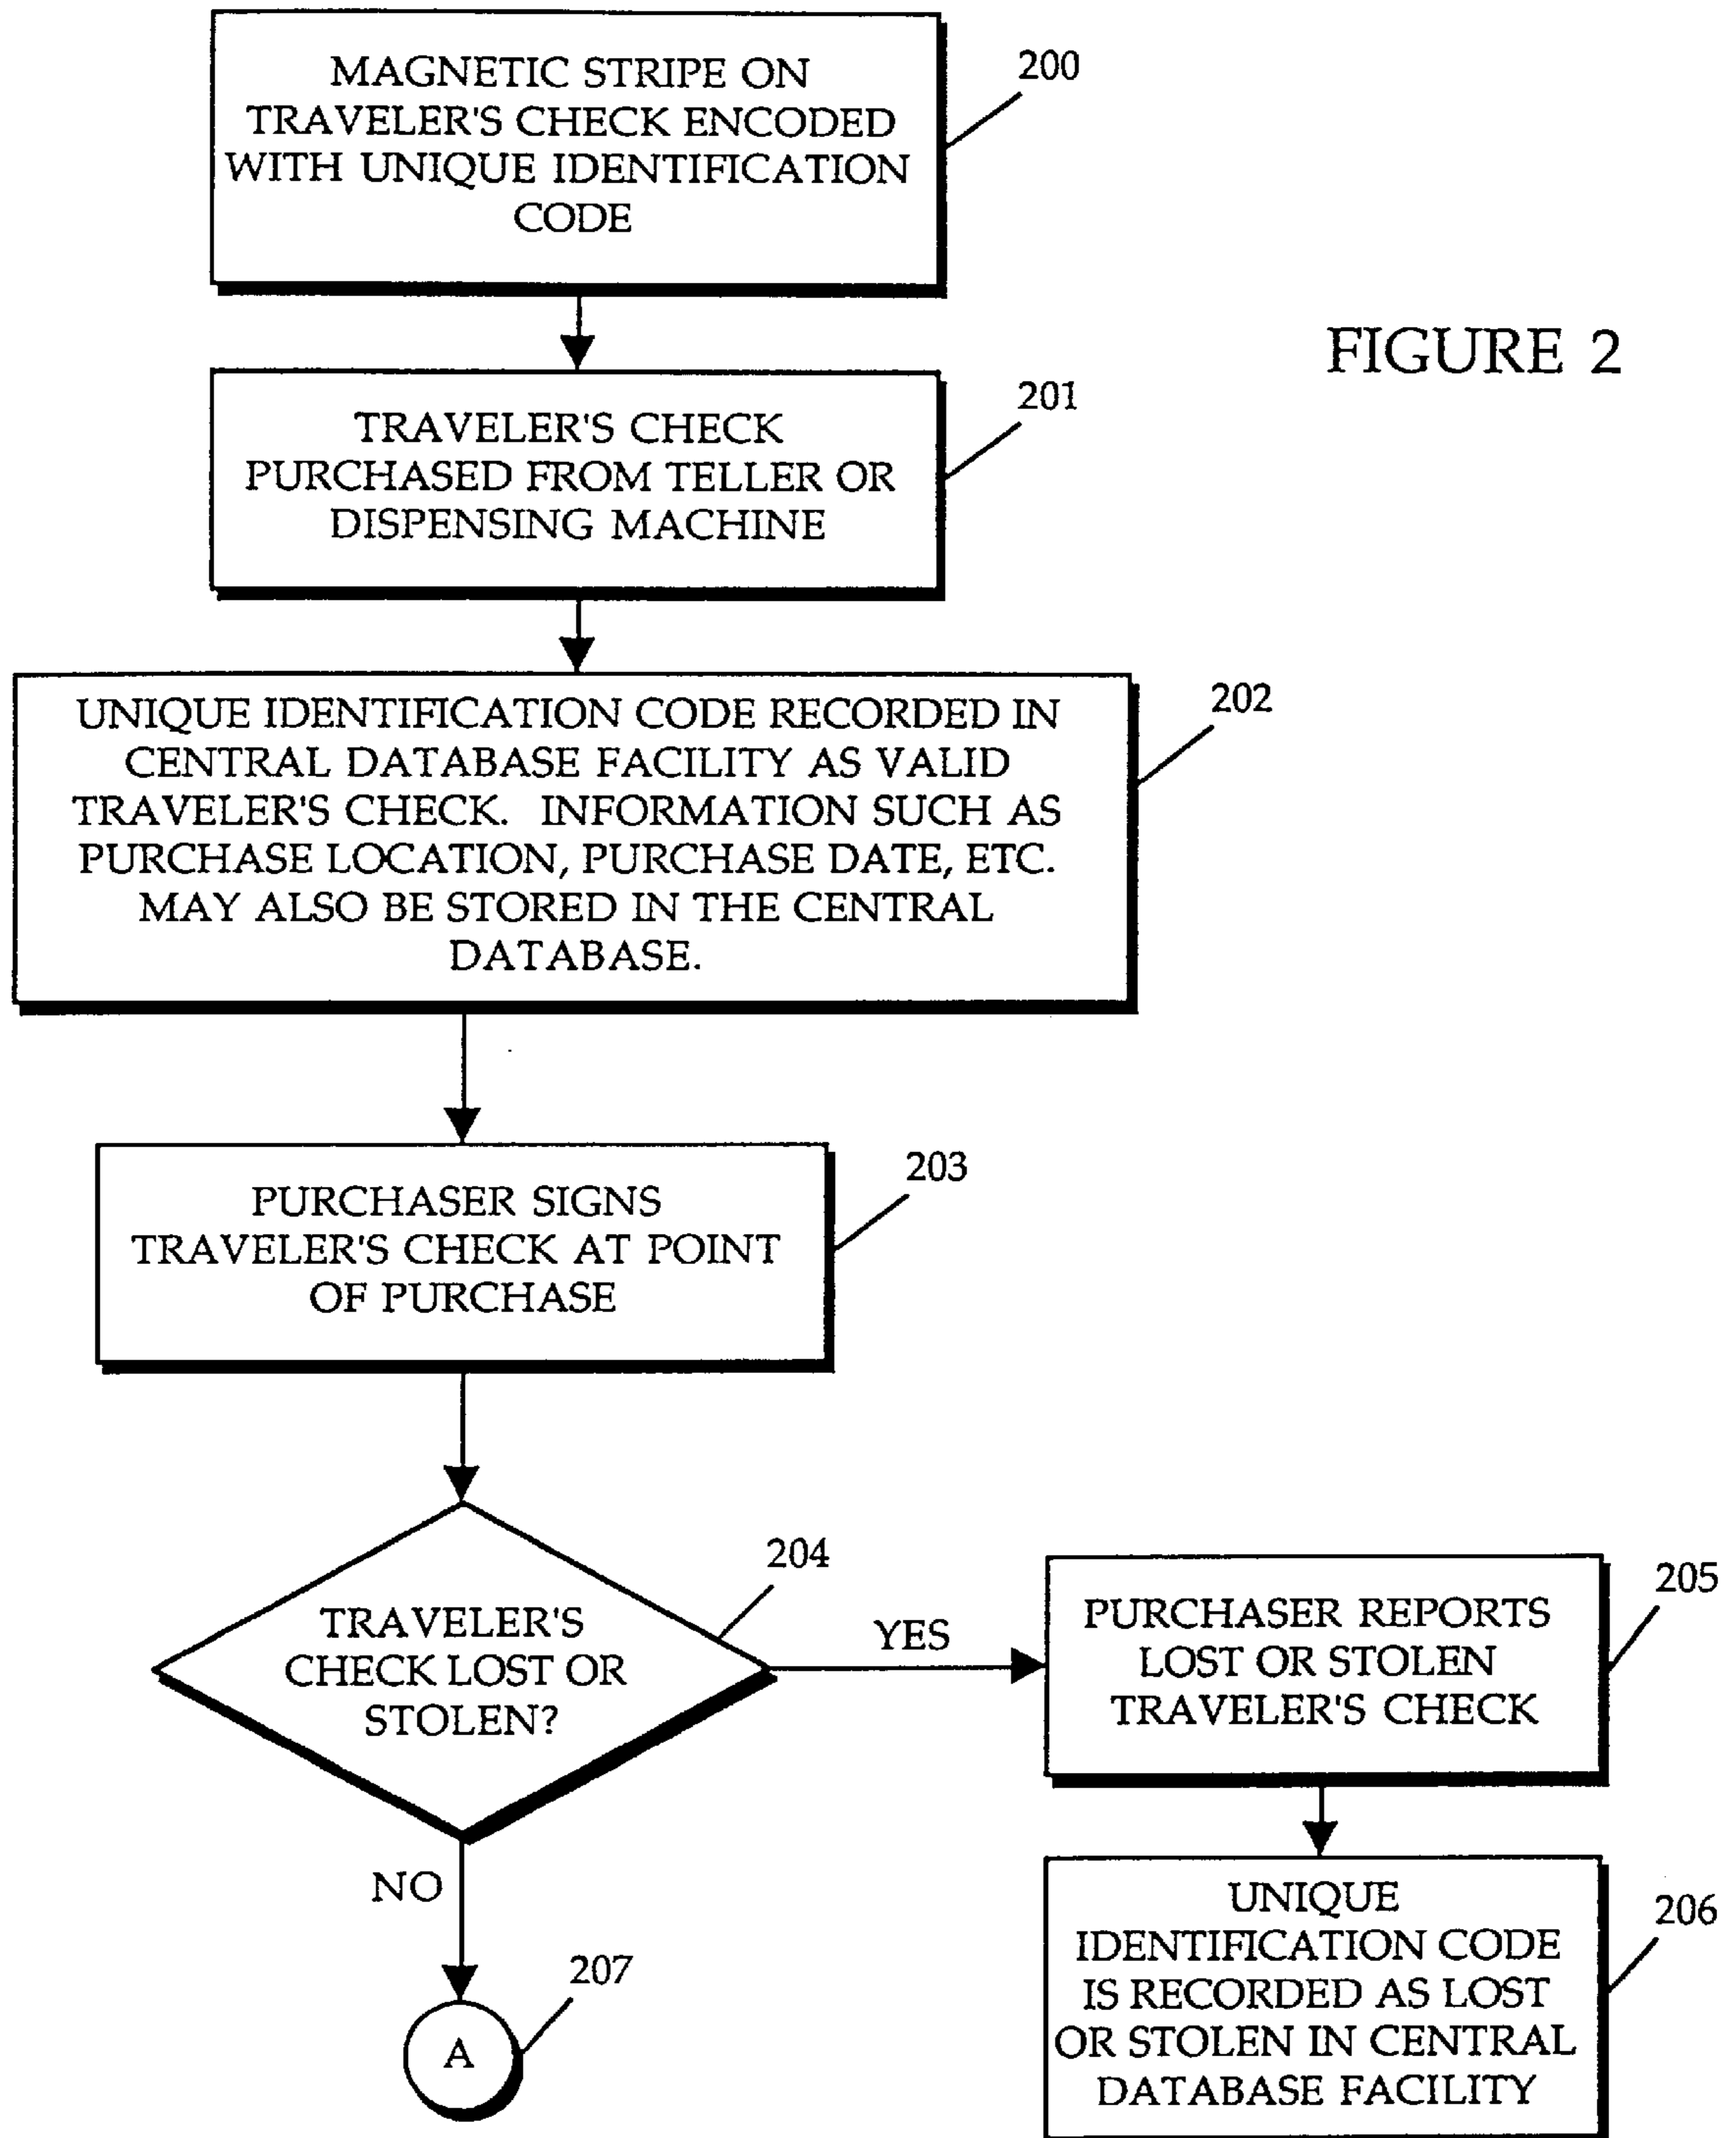 MAGNETIC STRIPE ON
TRAVELER'S CHECK ENCODED
WITH UNIQUE IDENTIFICATION
CODE
200
FIGURE 2
TRAVELER'S CHECK
PURCHASED FROM TELLER OR
DISPENSING MACHINE
201
UNIQUE IDENTIFICATION CODE RECORDED IN
CENTRAL DATABASE FACILITY AS VALID
TRAVELER'S CHECK. INFORMATION SUCH AS
PURCHASE LOCATION, PURCHASE DATE, ETC.
MAY ALSO BE STORED IN THE CENTRAL
DATABASE.
202
PURCHASER SIGNS
TRAVELER'S CHECK AT POINT
OF PURCHASE
203
TRAVELER'S
CHECK LOST OR
STOLEN?
204
YES
PURCHASER REPORTS
LOST OR STOLEN
TRAVELER'S CHECK
205
UNIQUE
IDENTIFICATION CODE
IS RECORDED AS LOST
OR STOLEN IN CENTRAL
DATABASE FACILITY
206
NO
A
207